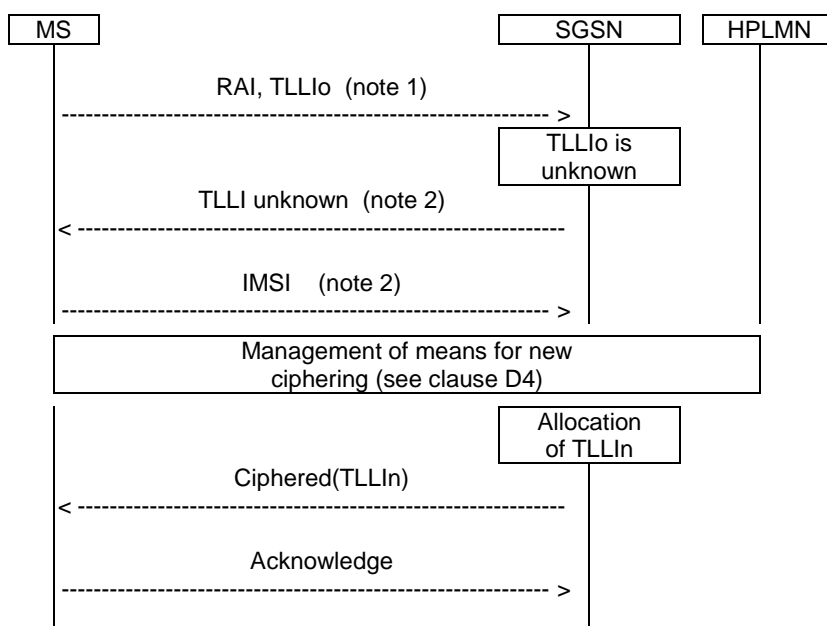 MS SGSN HPLMN
RAI, TLLIo (note 1)
TLLIo is
unknown
TLLI unknown (note 2)
IMSI (note 2)
Management of means for new
ciphering (see clause D4)
Allocation
of TLLIn
Ciphered(TLLIn)
Acknowledge